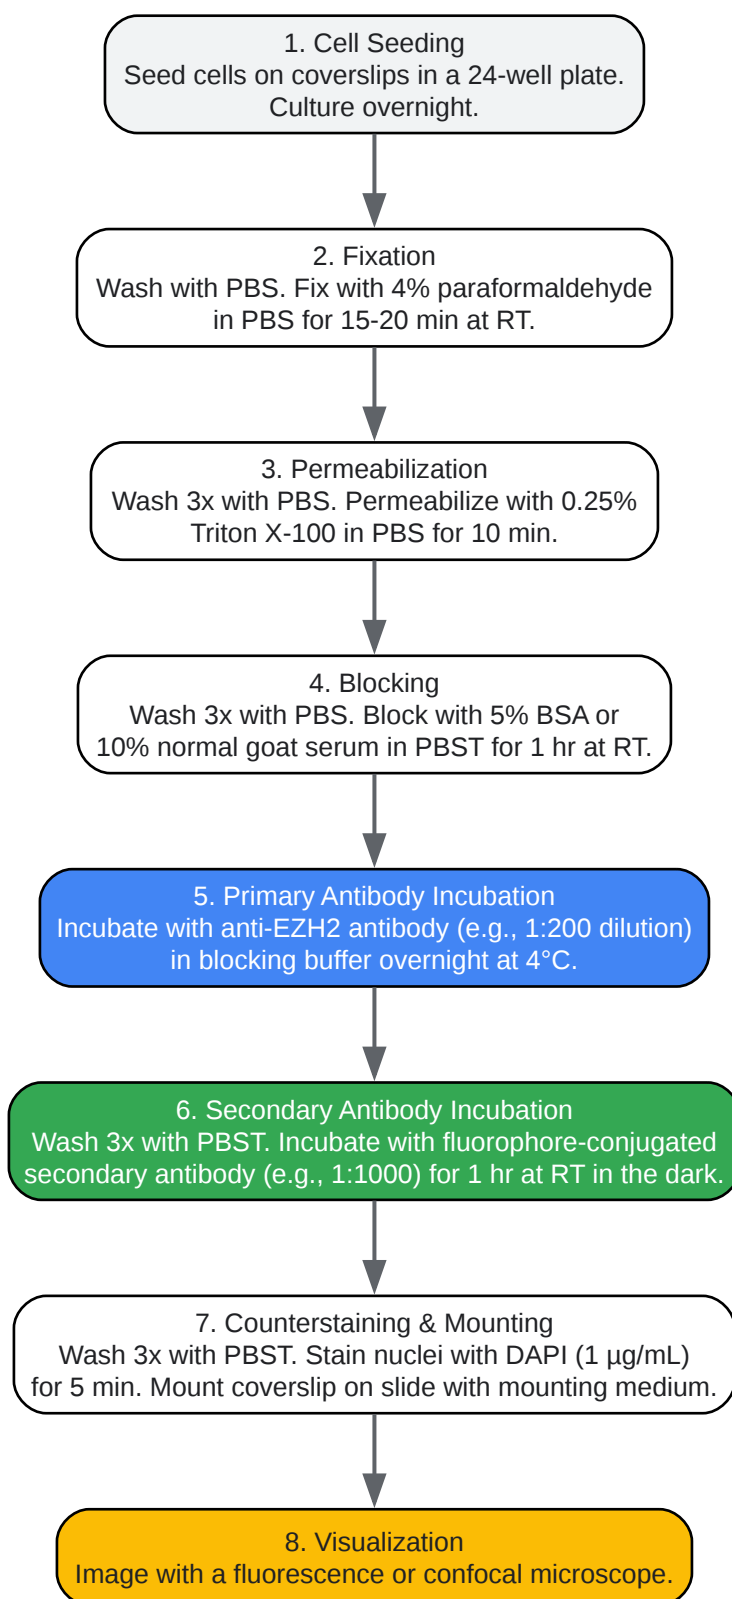 1. Cell Seeding
Seed cells on coverslips in a 24-well plate.
Culture overnight.
2. Fixation
Wash with PBS. Fix with 4% paraformaldehyde
in PBS for 15-20 min at RT.
3. Permeabilization
Wash 3x with PBS. Permeabilize with 0.25%
Triton X-100 in PBS for 10 min.
4. Blocking
Wash 3x with PBS. Block with 5% BSA or
10% normal goat serum in PBST for 1 hr at RT.
5. Primary Antibody Incubation
Incubate with anti-EZH2 antibody (e.g., 1:200 dilution)
in blocking buffer overnight at 4°C.
6. Secondary Antibody Incubation
Wash 3x with PBST. Incubate with fluorophore-conjugated
secondary antibody (e.g., 1:1000) for 1 hr at RT in the dark.
7. Counterstaining & Mounting
Wash 3x with PBST. Stain nuclei with DAPI (1 µg/mL)
for 5 min. Mount coverslip on slide with mounting medium.
8. Visualization
Image with a fluorescence or confocal microscope.